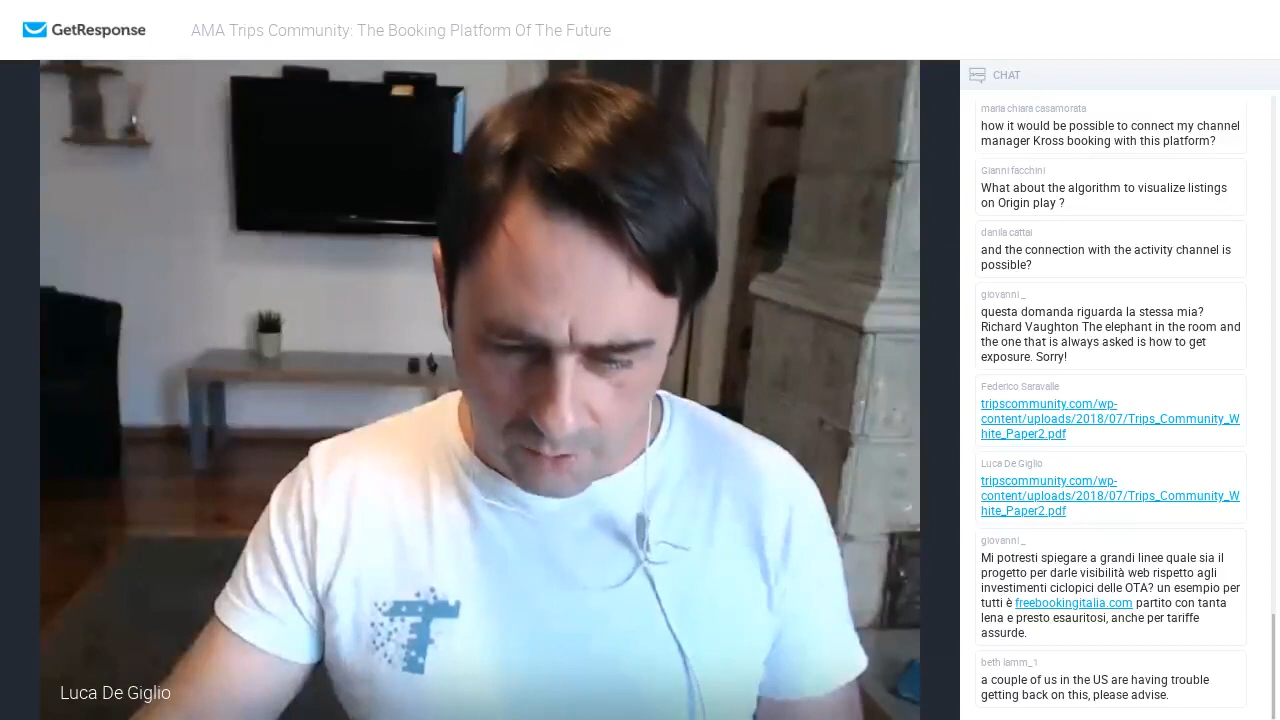 GetResponse
AMA Trips Community: The Booking Platform Of The Future
CHAT
maria chiara casamorata
how it would be possible to connect my channel
manager Kross booking with this platform?
Gianni facchini
What about the algorithm to visualize listings
on Origin play ?
danila cattai
and the connection with the activity channel is
possible?
giovanni _
questa domanda riguarda la stessa mia?
Richard Vaughton The elephant in the room and
the one that is always asked is how to get
exposure. Sorry!
Federico Saravalle
tripscommunity.com/wp-
content/uploads/2018/07/Trips_Community_W
hite_Paper2.pdf
Luca De Giglio
tripscommunity.com/wp-
content/uploads/2018/07/Trips_Community_W
hite_Paper2.pdf
giovanni _
Mi potresti spiegare a grandi linee quale sia il
progetto per darle visibilità web rispetto agli
investimenti ciclopici delle OTA? un esempio per
tutti è freebookingitalia.com partito con tanta
lena e presto esauritosi, anche per tariffe
assurde.
beth lamm_1
a couple of us in the US are having trouble
getting back on this, please advise.
T
Luca De Giglio